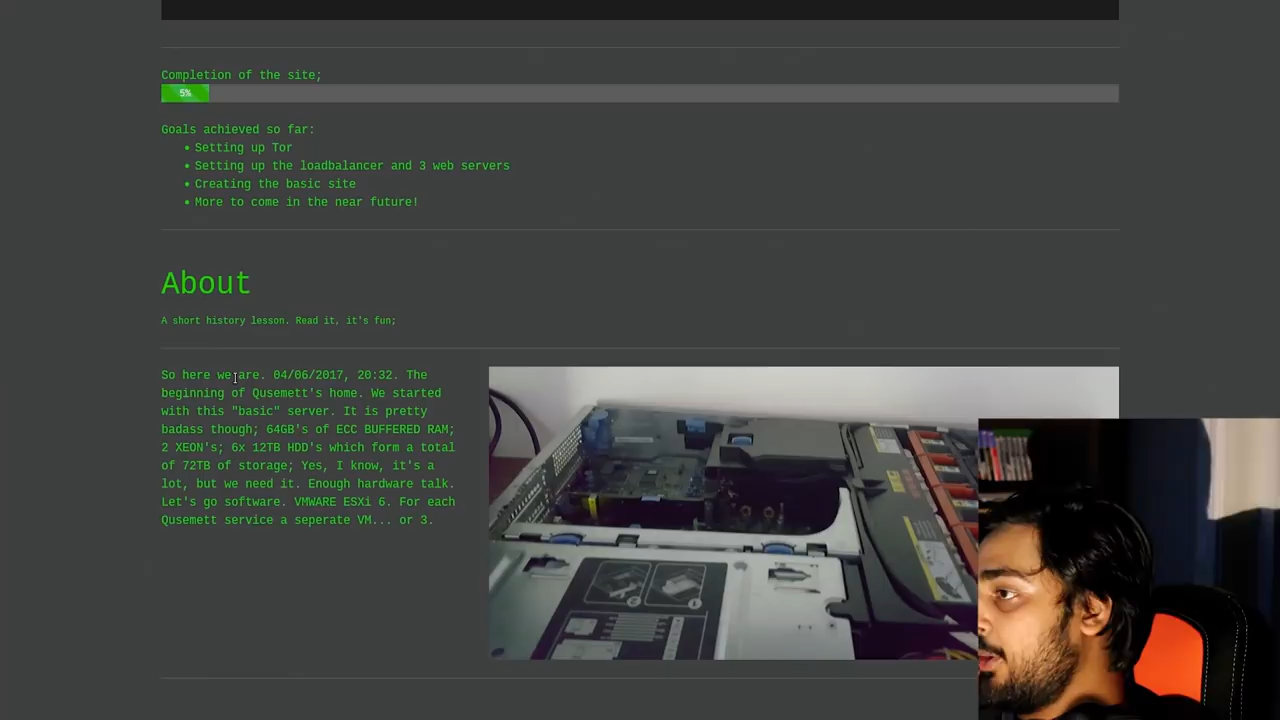 Completion of the site;
5%
Goals achieved so far:
• Setting up Tor
• Setting up the loadbalancer and 3 web servers
• Creating the basic site
• More to come in the near future!
About
A short history lesson. Read it, it's fun;
So here we are. 04/06/2017, 20:32. The
beginning of Qusemett's home. We started
with this "basic" server. It is pretty
badass though; 64GB's of ECC BUFFERED RAM;
2 XEON's; 6x 12TB HDD's which form a total
of 72TB of storage; Yes, I know, it's a
lot, but we need it. Enough hardware talk.
Let's go software. VMWARE ESXi 6. For each
Qusemett service a seperate VM... or 3.